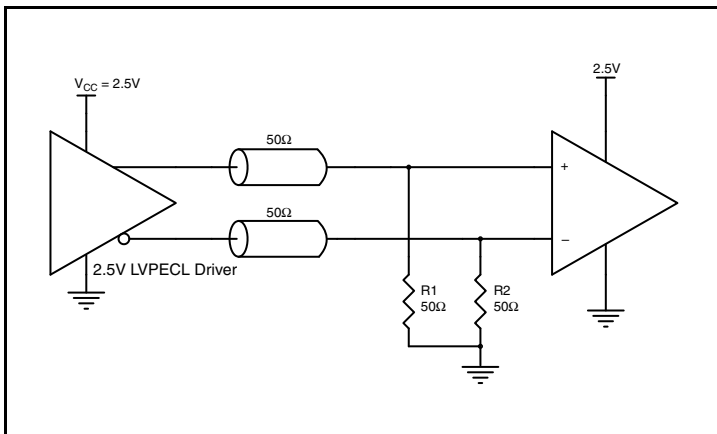 V_CC = 2.5V
2.5V
50Ω
+
50Ω
−
2.5V LVPECL Driver
R1
50Ω
R2
50Ω